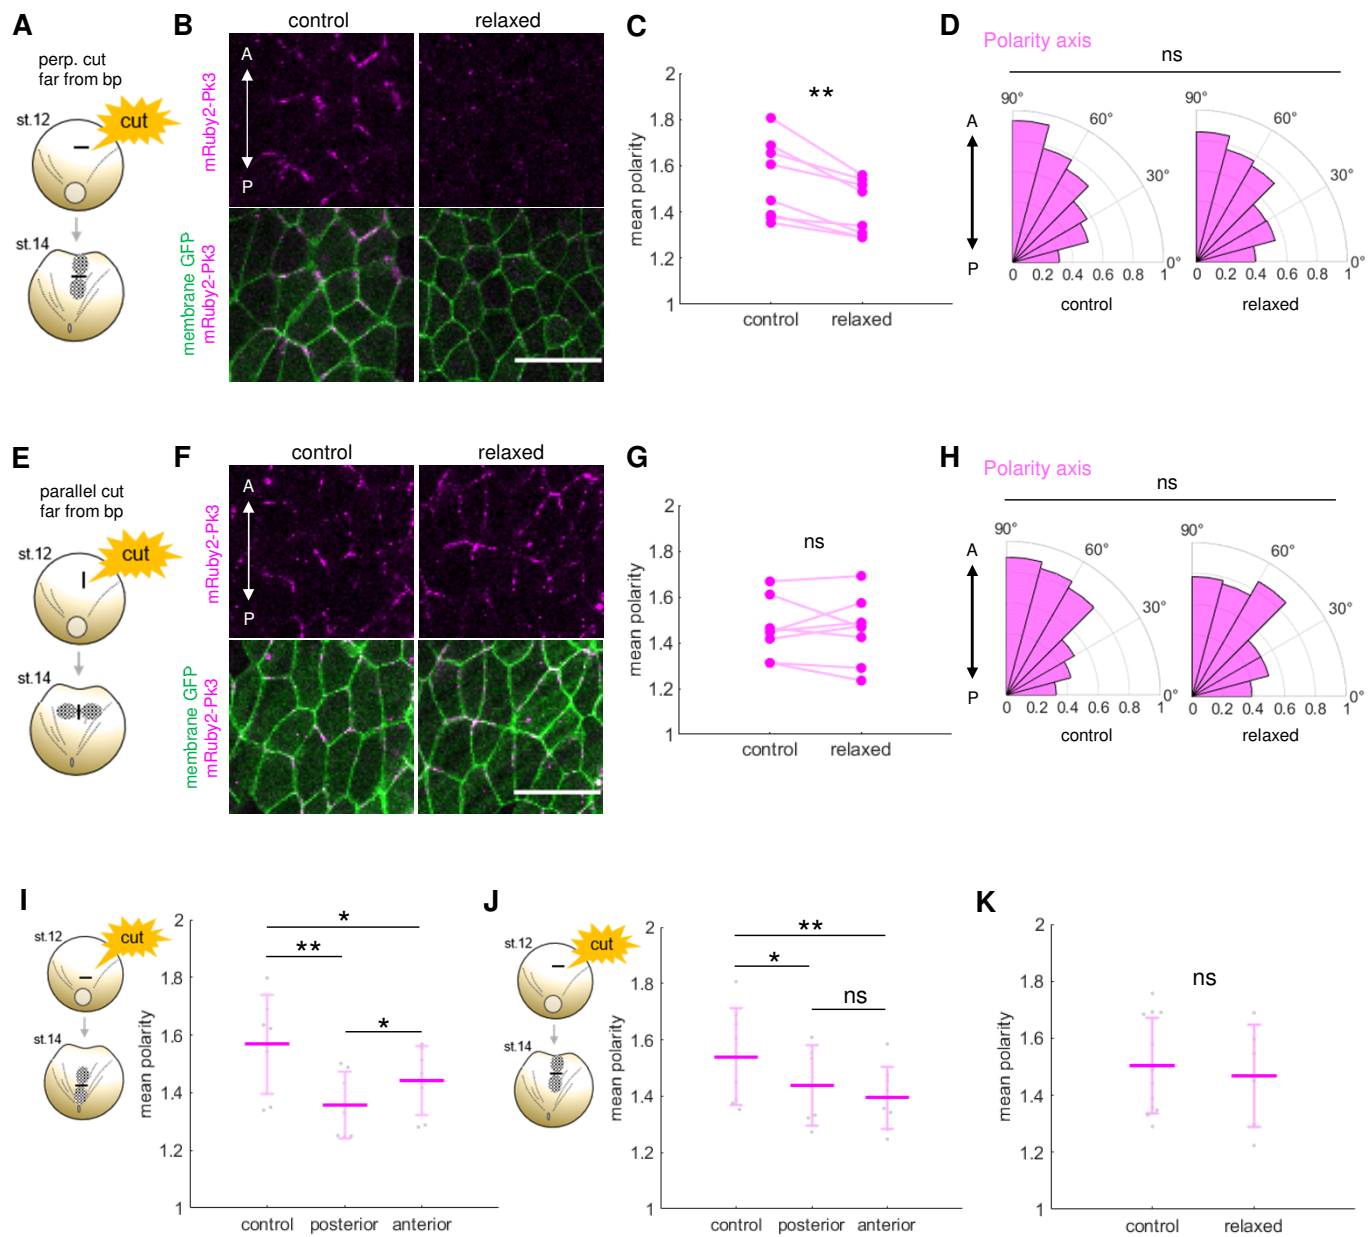 A
perp. cut
far from bp
st.12
cut
st.14
B
control
relaxed
mRuby2-Pk3
A
P
membrane GFP
mRuby2-Pk3
C
mean polarity
2
1.8
1.6
1.4
1.2
1
**
control
relaxed
D
Polarity axis
ns
A
P
90°
60°
30°
0°
0 0.2 0.4 0.6 0.8 1
control
90°
60°
30°
0°
0 0.2 0.4 0.6 0.8 1
relaxed
E
parallel cut
far from bp
st.12
cut
st.14
F
control
relaxed
mRuby2-Pk3
A
P
membrane GFP
mRuby2-Pk3
G
mean polarity
2
1.8
1.6
1.4
1.2
1
ns
control
relaxed
H
Polarity axis
ns
A
P
90°
60°
30°
0°
0 0.2 0.4 0.6 0.8 1
control
90°
60°
30°
0°
0 0.2 0.4 0.6 0.8 1
relaxed
I
st.12
cut
st.14
mean polarity
2
1.8
1.6
1.4
1.2
1
*
**
*
control posterior anterior
J
st.12
cut
st.14
mean polarity
2
1.8
1.6
1.4
1.2
1
**
*
ns
control posterior anterior
K
mean polarity
2
1.8
1.6
1.4
1.2
1
ns
control
relaxed